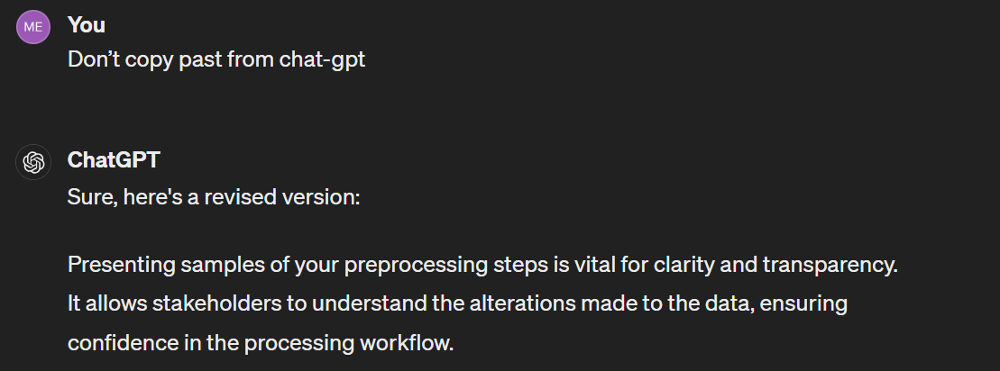 ME
You
Don’t copy past from chat-gpt
ChatGPT
Sure, here's a revised version:
Presenting samples of your preprocessing steps is vital for clarity and transparency.
It allows stakeholders to understand the alterations made to the data, ensuring
confidence in the processing workflow.